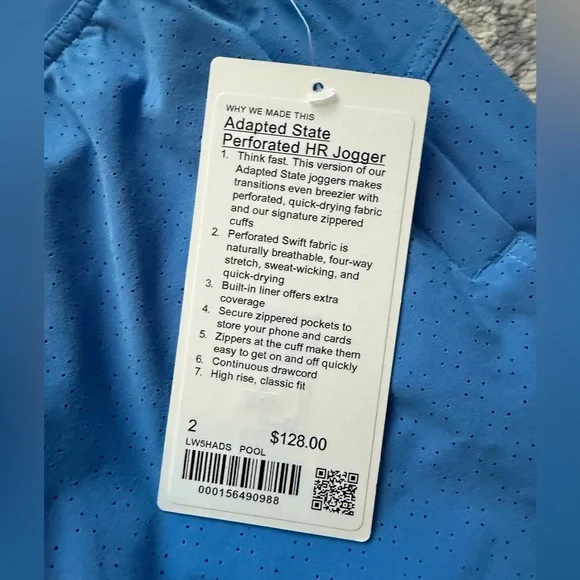 WHY WE MADE THIS
Adapted State
Perforated HR Jogger
1. Think fast. This version of our
Adapted State joggers makes
transitions even breezier with
perforated, quick-drying fabric
and our signature zippered
cuffs
2. Perforated Swift fabric is
naturally breathable, four-way
stretch, sweat-wicking, and
quick-drying
3. Built-in liner offers extra
coverage
4. Secure zippered pockets to
store your phone and cards
5. Zippers at the cuff make them
easy to get on and off quickly
6. Continuous drawcord
7. High rise, classic fit
2 $128.00
LW5HADS POOL
000156490988